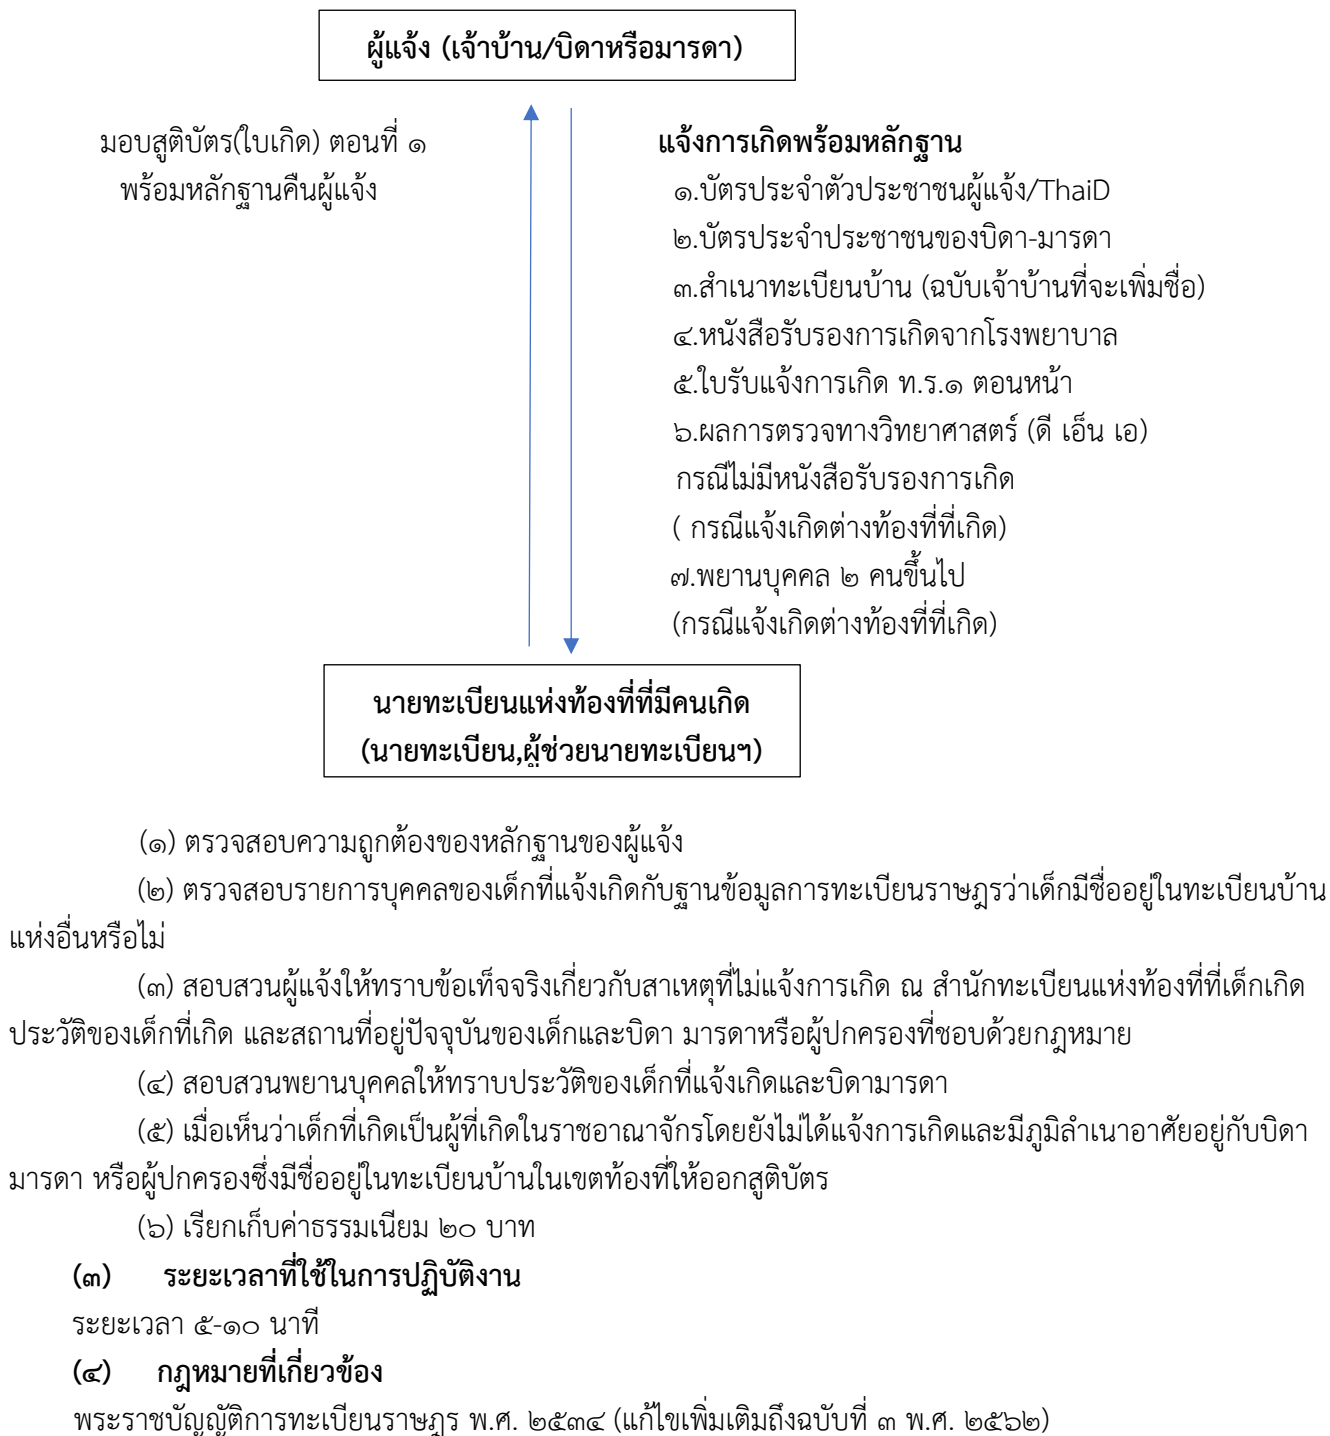 ผู้แจ้ง (เจ้าบ้าน/บิดาหรือมารดา)
มอบสูติบัตร(ใบเกิด) ตอนที่ ๑
พร้อมหลักฐานคืนผู้แจ้ง
แจ้งการเกิดพร้อมหลักฐาน
๑.บัตรประจำตัวประชาชนผู้แจ้ง/ThaiD
๒.บัตรประจำประชาชนของบิดา-มารดา
๓.สำเนาทะเบียนบ้าน (ฉบับเจ้าบ้านที่จะเพิ่มชื่อ)
๔.หนังสือรับรองการเกิดจากโรงพยาบาล
๕.ใบรับแจ้งการเกิด ท.ร.๑ ตอนหน้า
๖.ผลการตรวจทางวิทยาศาสตร์ (ดี เอ็น เอ)
กรณีไม่มีหนังสือรับรองการเกิด
( กรณีแจ้งเกิดต่างท้องที่ที่เกิด)
๗.พยานบุคคล ๒ คนขึ้นไป
(กรณีแจ้งเกิดต่างท้องที่ที่เกิด)
นายทะเบียนแห่งท้องที่ที่มีคนเกิด
(นายทะเบียน,ผู้ช่วยนายทะเบียนฯ)
(๑) ตรวจสอบความถูกต้องของหลักฐานของผู้แจ้ง
(๒) ตรวจสอบรายการบุคคลของเด็กที่แจ้งเกิดกับฐานข้อมูลการทะเบียนราษฎรว่าเด็กมีชื่ออยู่ในทะเบียนบ้าน
แห่งอื่นหรือไม่
(๓) สอบสวนผู้แจ้งให้ทราบข้อเท็จจริงเกี่ยวกับสาเหตุที่ไม่แจ้งการเกิด ณ สำนักทะเบียนแห่งท้องที่ที่เด็กเกิด
ประวัติของเด็กที่เกิด และสถานที่อยู่ปัจจุบันของเด็กและบิดา มารดาหรือผู้ปกครองที่ชอบด้วยกฎหมาย
(๔) สอบสวนพยานบุคคลให้ทราบประวัติของเด็กที่แจ้งเกิดและบิดามารดา
(๕) เมื่อเห็นว่าเด็กที่เกิดเป็นผู้ที่เกิดในราชอาณาจักรโดยยังไม่ได้แจ้งการเกิดและมีภูมิลำเนาอาศัยอยู่กับบิดา
มารดา หรือผู้ปกครองซึ่งมีชื่ออยู่ในทะเบียนบ้านในเขตท้องที่ให้ออกสูติบัตร
(๖) เรียกเก็บค่าธรรมเนียม ๒๐ บาท
(๓) ระยะเวลาที่ใช้ในการปฏิบัติงาน
ระยะเวลา ๕-๑๐ นาที
(๔) กฎหมายที่เกี่ยวข้อง
พระราชบัญญัติการทะเบียนราษฎร พ.ศ. ๒๕๓๔ (แก้ไขเพิ่มเติมถึงฉบับที่ ๓ พ.ศ. ๒๕๖๒)